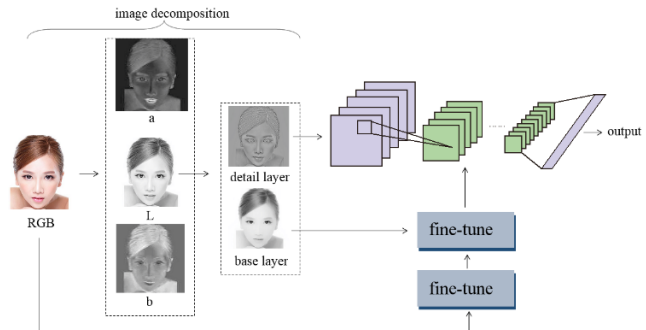 image decomposition
a
RGB
L
b
detail layer
base layer
output
fine-tune
fine-tune